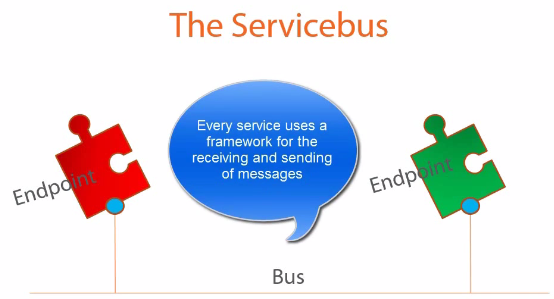 The Servicebus
Every service uses a
framework for the
receiving and sending
of messages
Endpoint
Endpoint
Bus